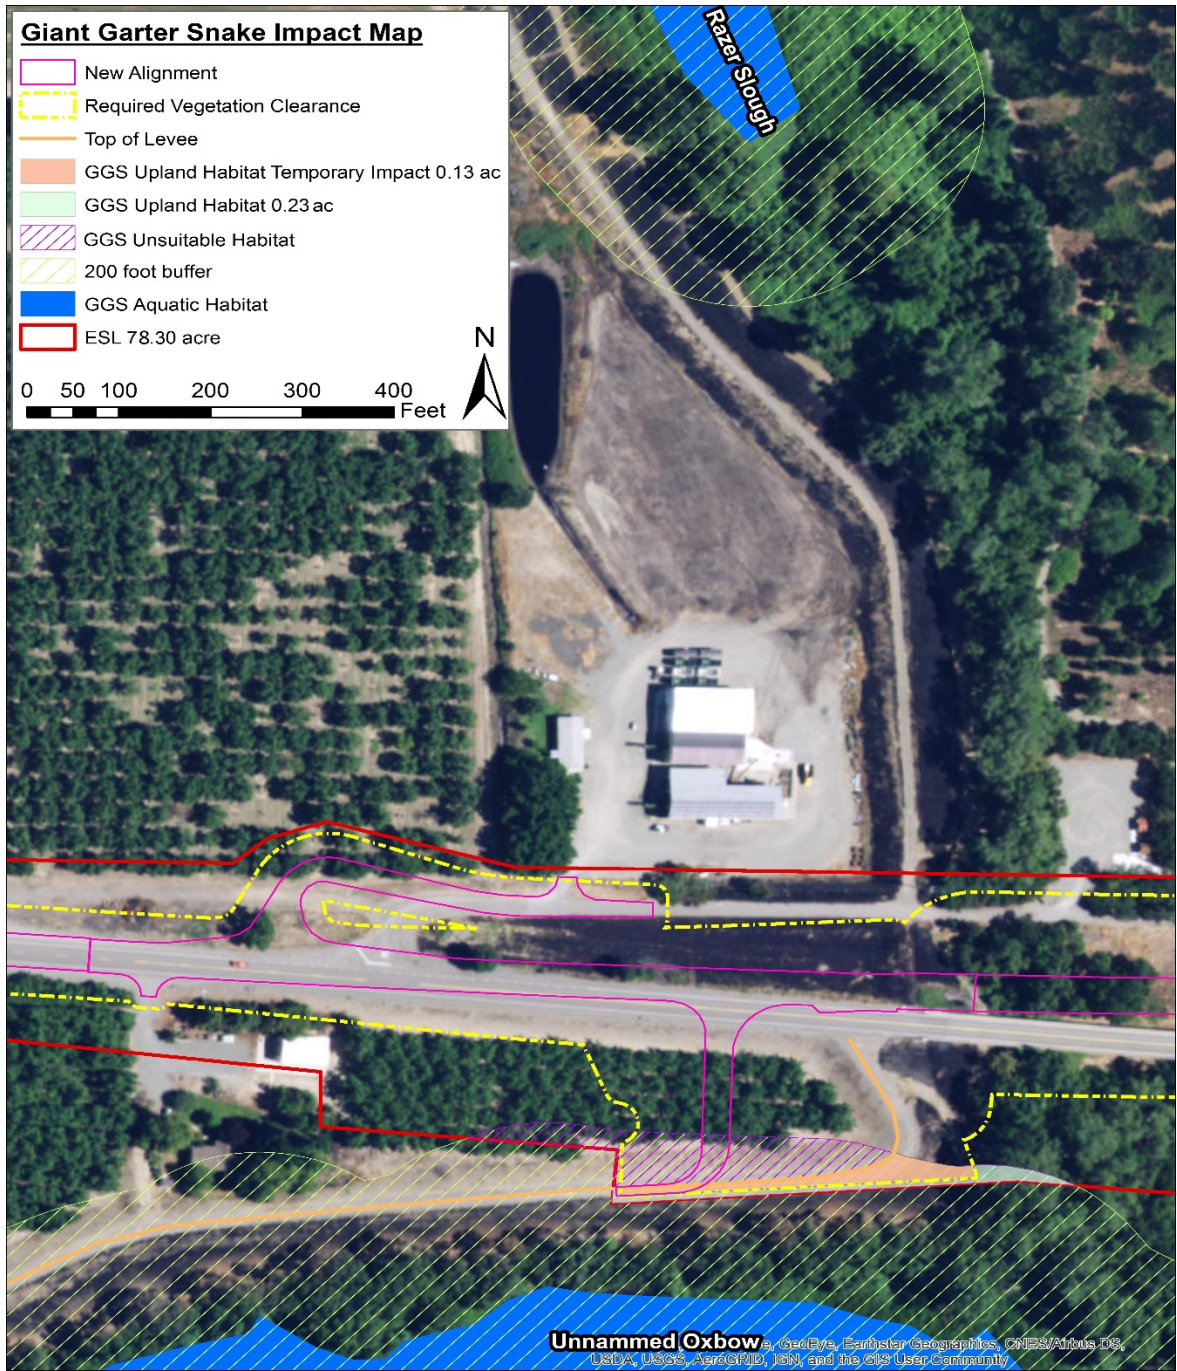 Giant Garter Snake Impact Map
New Alignment
Required Vegetation Clearance
Top of Levee
GGS Upland Habitat Temporary Impact 0.13 ac
GGS Upland Habitat 0.23 ac
GGS Unsuitable Habitat
200 foot buffer
GGS Aquatic Habitat
ESL 78.30 acre
N
0 50 100 200 300 400
Feet
Razer Slough
Unnammed Oxbow
e, GeoEye, Earthstar Geographics, CNES/Airbus DS,
USDA, USGS, AeroGRID, IGN, and the GIS User Community